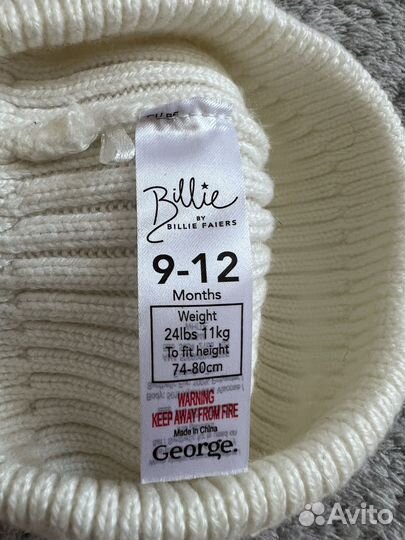 Billie
BY
BILLIE FAIERS
9-12
Months
Weight
24lbs 11kg
To fit height
74-80cm
WARNING
KEEP AWAY FROM FIRE
Made in China
George.
Avito